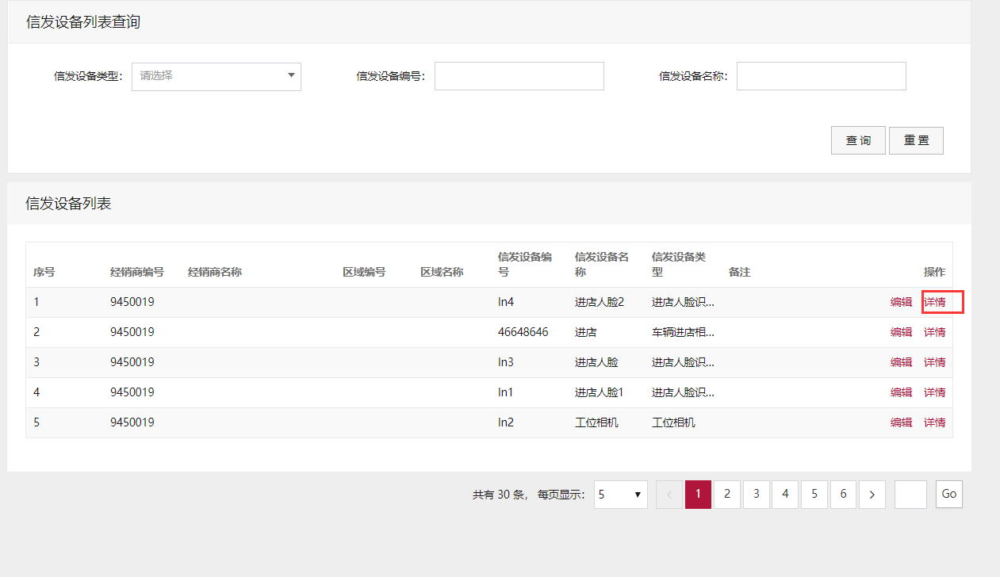 信发设备列表查询
信发设备类型： 请选择 信发设备编号： 信发设备名称：
查 询 重 置
信发设备列表
序号 经销商编号 经销商名称 区域编号 区域名称 信发设备编号 信发设备名称 信发设备类型 备注 操作
1 9450019 In4 进店人脸2 进店人脸识... 编辑 详情
2 9450019 46648646 进店 车辆进店相... 编辑 详情
3 9450019 In3 进店人脸 进店人脸识... 编辑 详情
4 9450019 In1 进店人脸1 进店人脸识... 编辑 详情
5 9450019 In2 工位相机 工位相机 编辑 详情
共有 30 条， 每页显示： 5 < 1 2 3 4 5 6 > Go